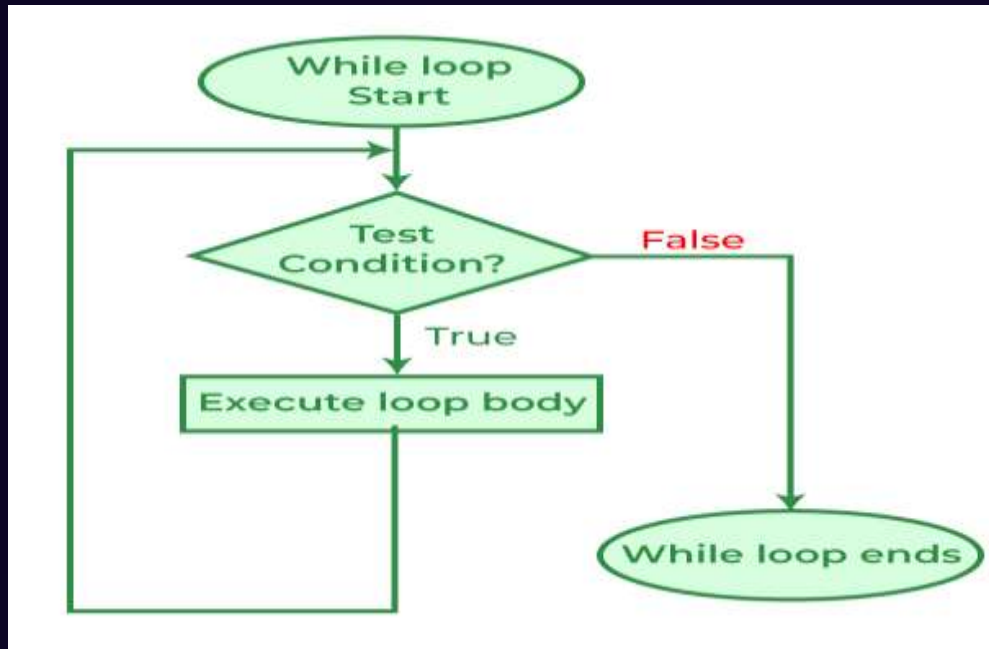 While loop
Start
Test
Condition?
False
True
Execute loop body
While loop ends